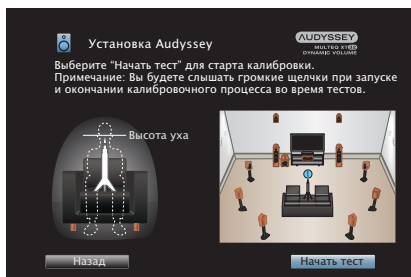 Установка Audyssey
AUDYSSEY
MULTEQ XT32
DYNAMIC VOLUME
Выберите “Начать тест” для старта калибровки.
Примечание: Вы будете слышать громкие щелчки при запуске
и окончании калибровочного процесса во время тестов.
Высота уха
Назад
Начать тест